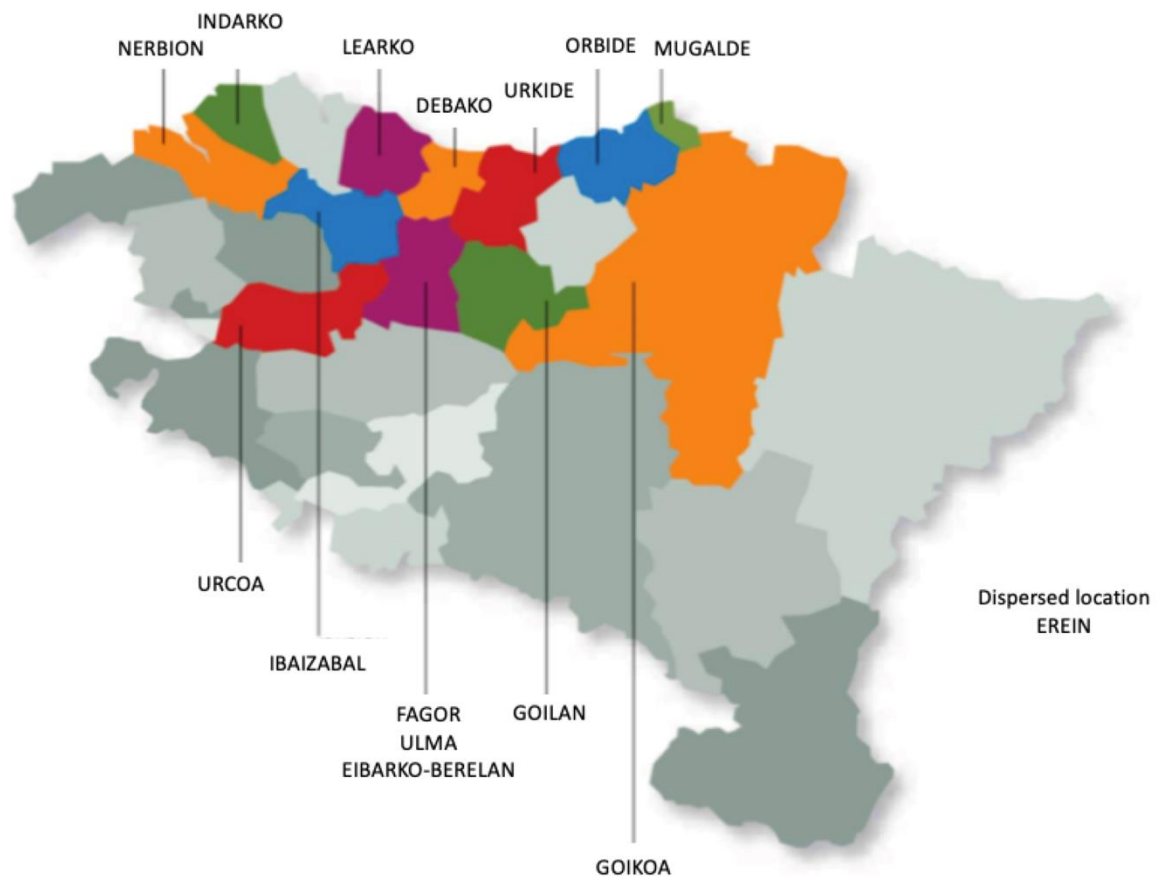 INDARKO
NERBION
LEARKO
ORBIDE
MUGALDE
URKIDE
DEBAKO
URCOA
Dispersed location
EREIN
IBAIZABAL
FAGOR
ULMA
EIBARKO-BERELAN
GOILAN
GOIKOA